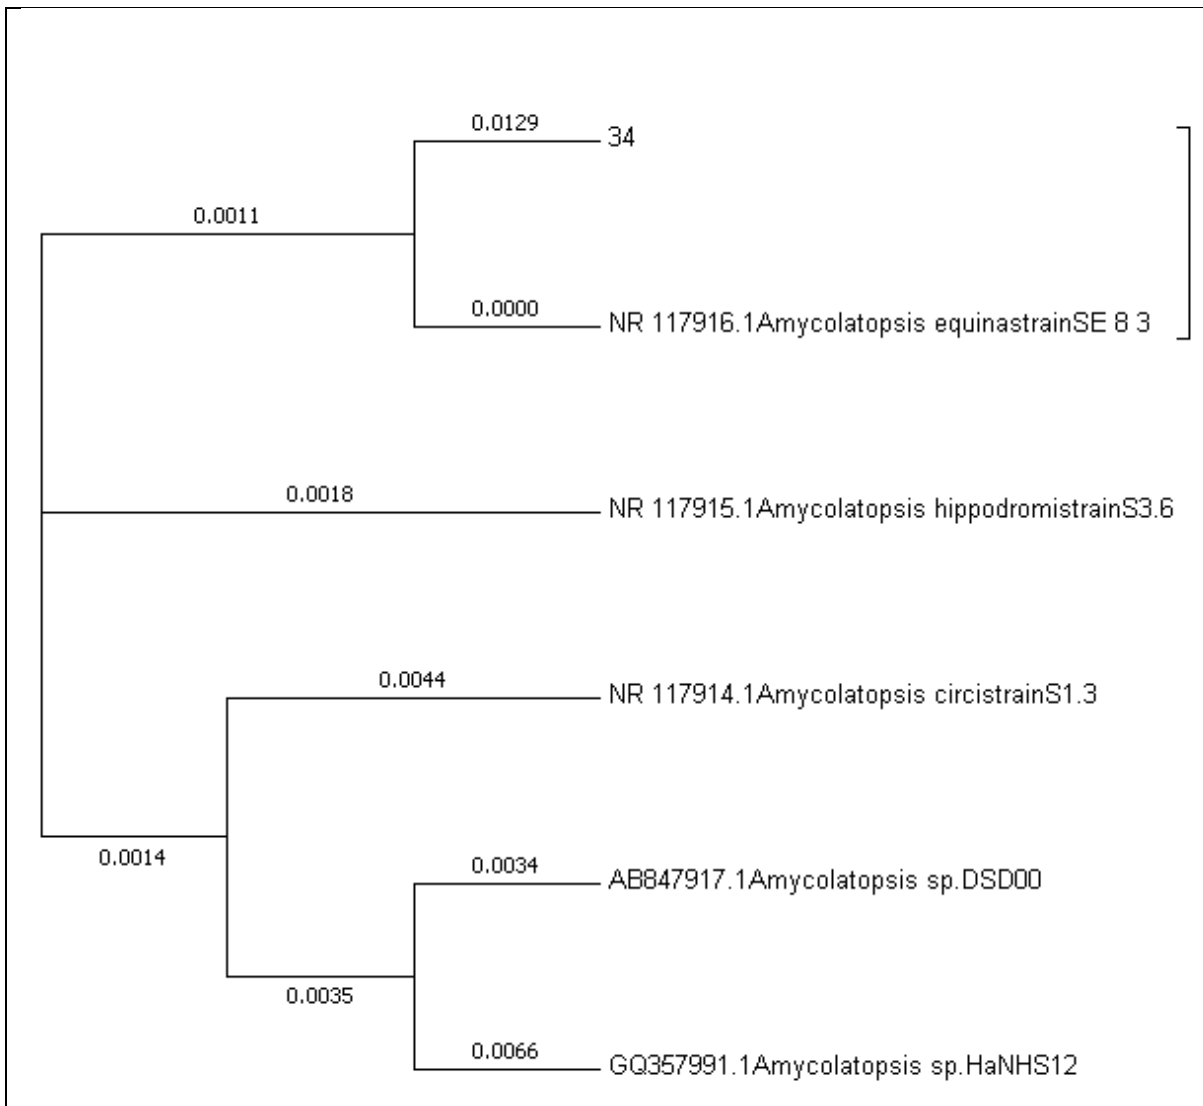 0.0129
34
0.0011
0.0000
NR 117916.1Amycolatopsis equinastrainSE 8 3
0.0018
NR 117915.1Amycolatopsis hippodromistrainS3.6
0.0044
NR 117914.1Amycolatopsis circistrainS1.3
0.0014
0.0034
AB847917.1Amycolatopsis sp.DSD00
0.0035
0.0066
GQ357991.1Amycolatopsis sp.HaNHS12